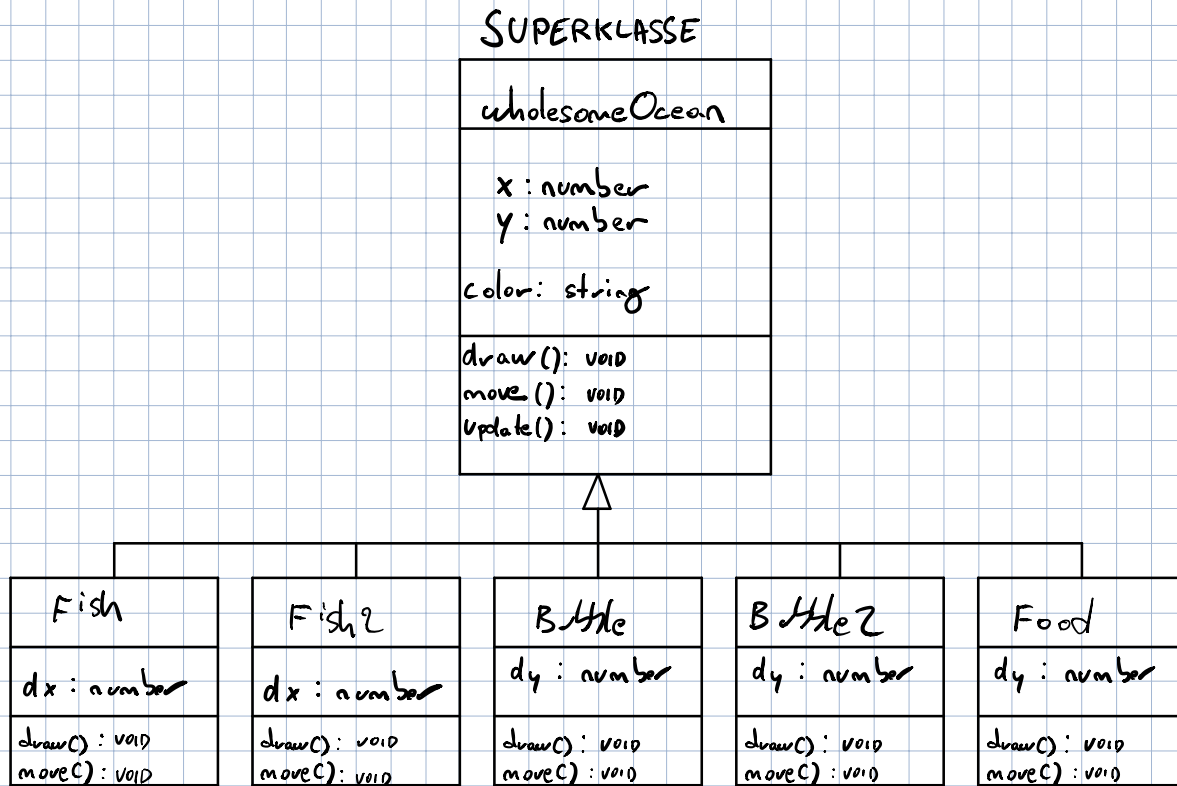 SUPERKLASSE
wholesomeOcean
x : number
y : number
color: string
draw(): VOID
move(): VOID
update(): VOID
Fish
dx : number
draw() : VOID
move() : VOID
Fish2
dx : number
draw() : VOID
move() : VOID
Bubble
dy : number
draw() : VOID
move() : VOID
Bubble2
dy : number
draw() : VOID
move() : VOID
Food
dy : number
draw() : VOID
move() : VOID